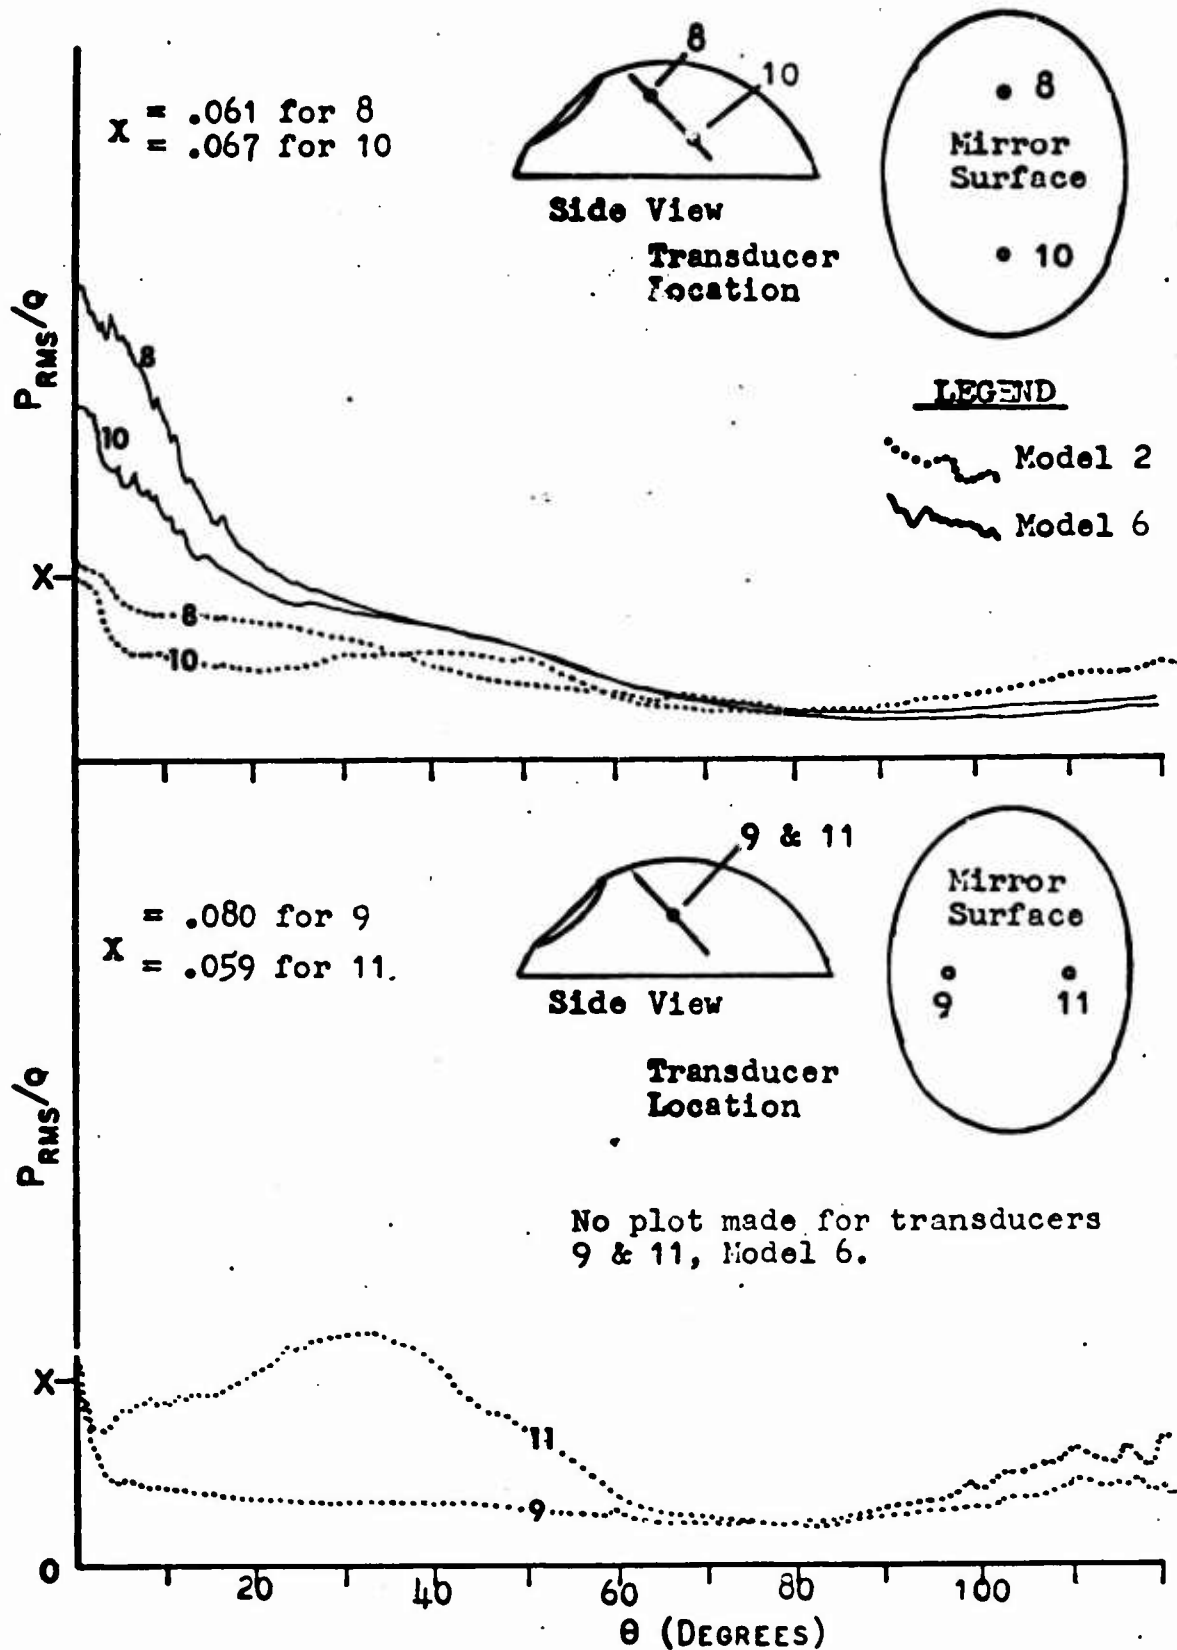 8
10
X = .061 for 8
= .067 for 10
Side View
Transducer
Location
8
Mirror
Surface
10
LEGEND
Model 2
Model 6
PRMS/Q
8
10
X
8
10
9 & 11
X = .080 for 9
= .059 for 11.
Side View
Transducer
Location
Mirror
Surface
9
11
PRMS/Q
No plot made for transducers
9 & 11, Model 6.
X
11
9
0
20
40
60
80
100
θ (DEGREES)